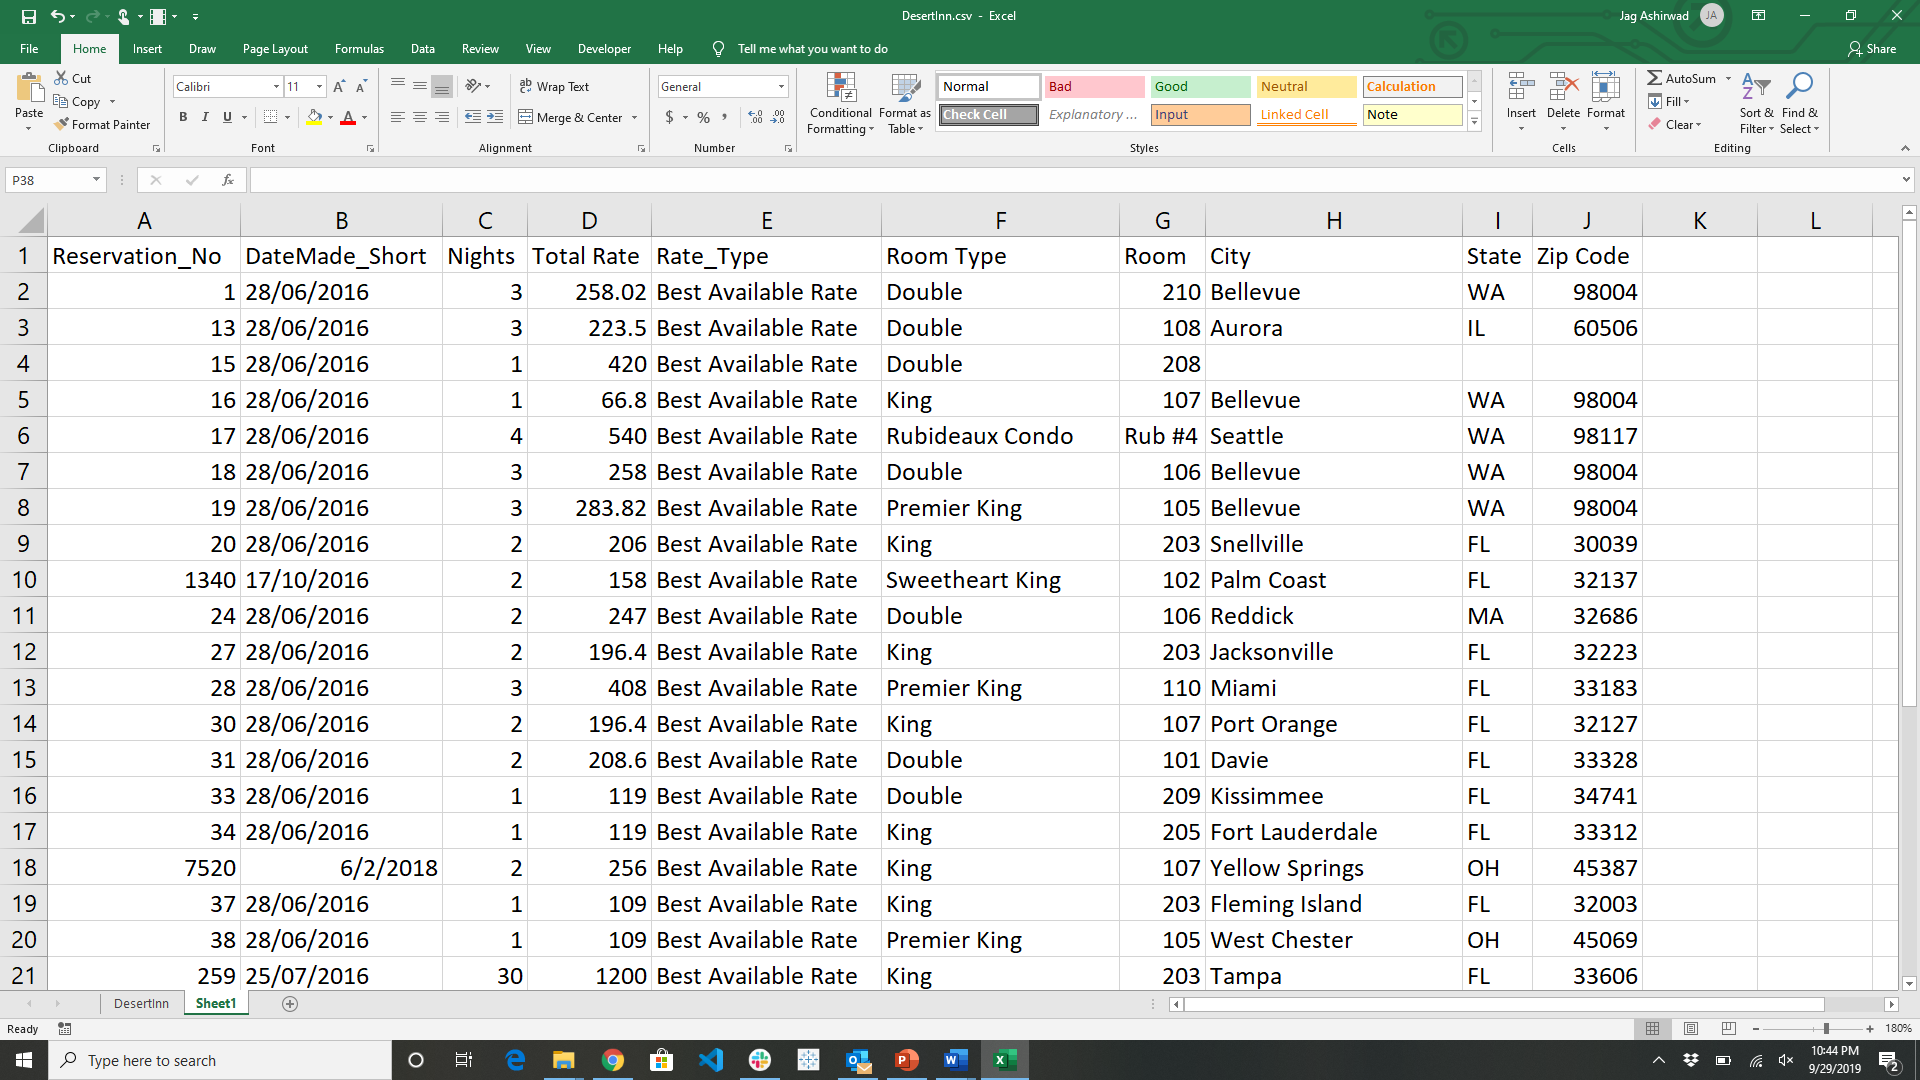 DesertInn.csv - Excel
Jag Ashirwad JA
File Home Insert Draw Page Layout Formulas Data Review View Developer Help Tell me what you want to do Share
Paste
Cut
Copy
Format Painter
Clipboard
Calibri 11
B I U
Font
Wrap Text
Merge & Center
Alignment
General
$ % ,
Number
Conditional Formatting
Format as Table
Normal Bad Good Neutral Calculation
Check Cell Explanatory ... Input Linked Cell Note
Styles
Insert Delete Format
Cells
AutoSum
Fill
Clear
Sort & Filter
Find & Select
Editing
P38 fx
A B C D E F G H I J K L
1 Reservation_No DateMade_Short Nights Total Rate Rate_Type Room Type Room City State Zip Code
2 1 28/06/2016 3 258.02 Best Available Rate Double 210 Bellevue WA 98004
3 13 28/06/2016 3 223.5 Best Available Rate Double 108 Aurora IL 60506
4 15 28/06/2016 1 420 Best Available Rate Double 208
5 16 28/06/2016 1 66.8 Best Available Rate King 107 Bellevue WA 98004
6 17 28/06/2016 4 540 Best Available Rate Rubideaux Condo Rub #4 Seattle WA 98117
7 18 28/06/2016 3 258 Best Available Rate Double 106 Bellevue WA 98004
8 19 28/06/2016 3 283.82 Best Available Rate Premier King 105 Bellevue WA 98004
9 20 28/06/2016 2 206 Best Available Rate King 203 Snellville FL 30039
10 1340 17/10/2016 2 158 Best Available Rate Sweetheart King 102 Palm Coast FL 32137
11 24 28/06/2016 2 247 Best Available Rate Double 106 Reddick MA 32686
12 27 28/06/2016 2 196.4 Best Available Rate King 203 Jacksonville FL 32223
13 28 28/06/2016 3 408 Best Available Rate Premier King 110 Miami FL 33183
14 30 28/06/2016 2 196.4 Best Available Rate King 107 Port Orange FL 32127
15 31 28/06/2016 2 208.6 Best Available Rate Double 101 Davie FL 33328
16 33 28/06/2016 1 119 Best Available Rate Double 209 Kissimmee FL 34741
17 34 28/06/2016 1 119 Best Available Rate King 205 Fort Lauderdale FL 33312
18 7520 6/2/2018 2 256 Best Available Rate King 107 Yellow Springs OH 45387
19 37 28/06/2016 1 109 Best Available Rate King 203 Fleming Island FL 32003
20 38 28/06/2016 1 109 Best Available Rate Premier King 105 West Chester OH 45069
21 259 25/07/2016 30 1200 Best Available Rate King 203 Tampa FL 33606
DesertInn Sheet1
Ready 180%
Type here to search
10:44 PM
9/29/2019
2